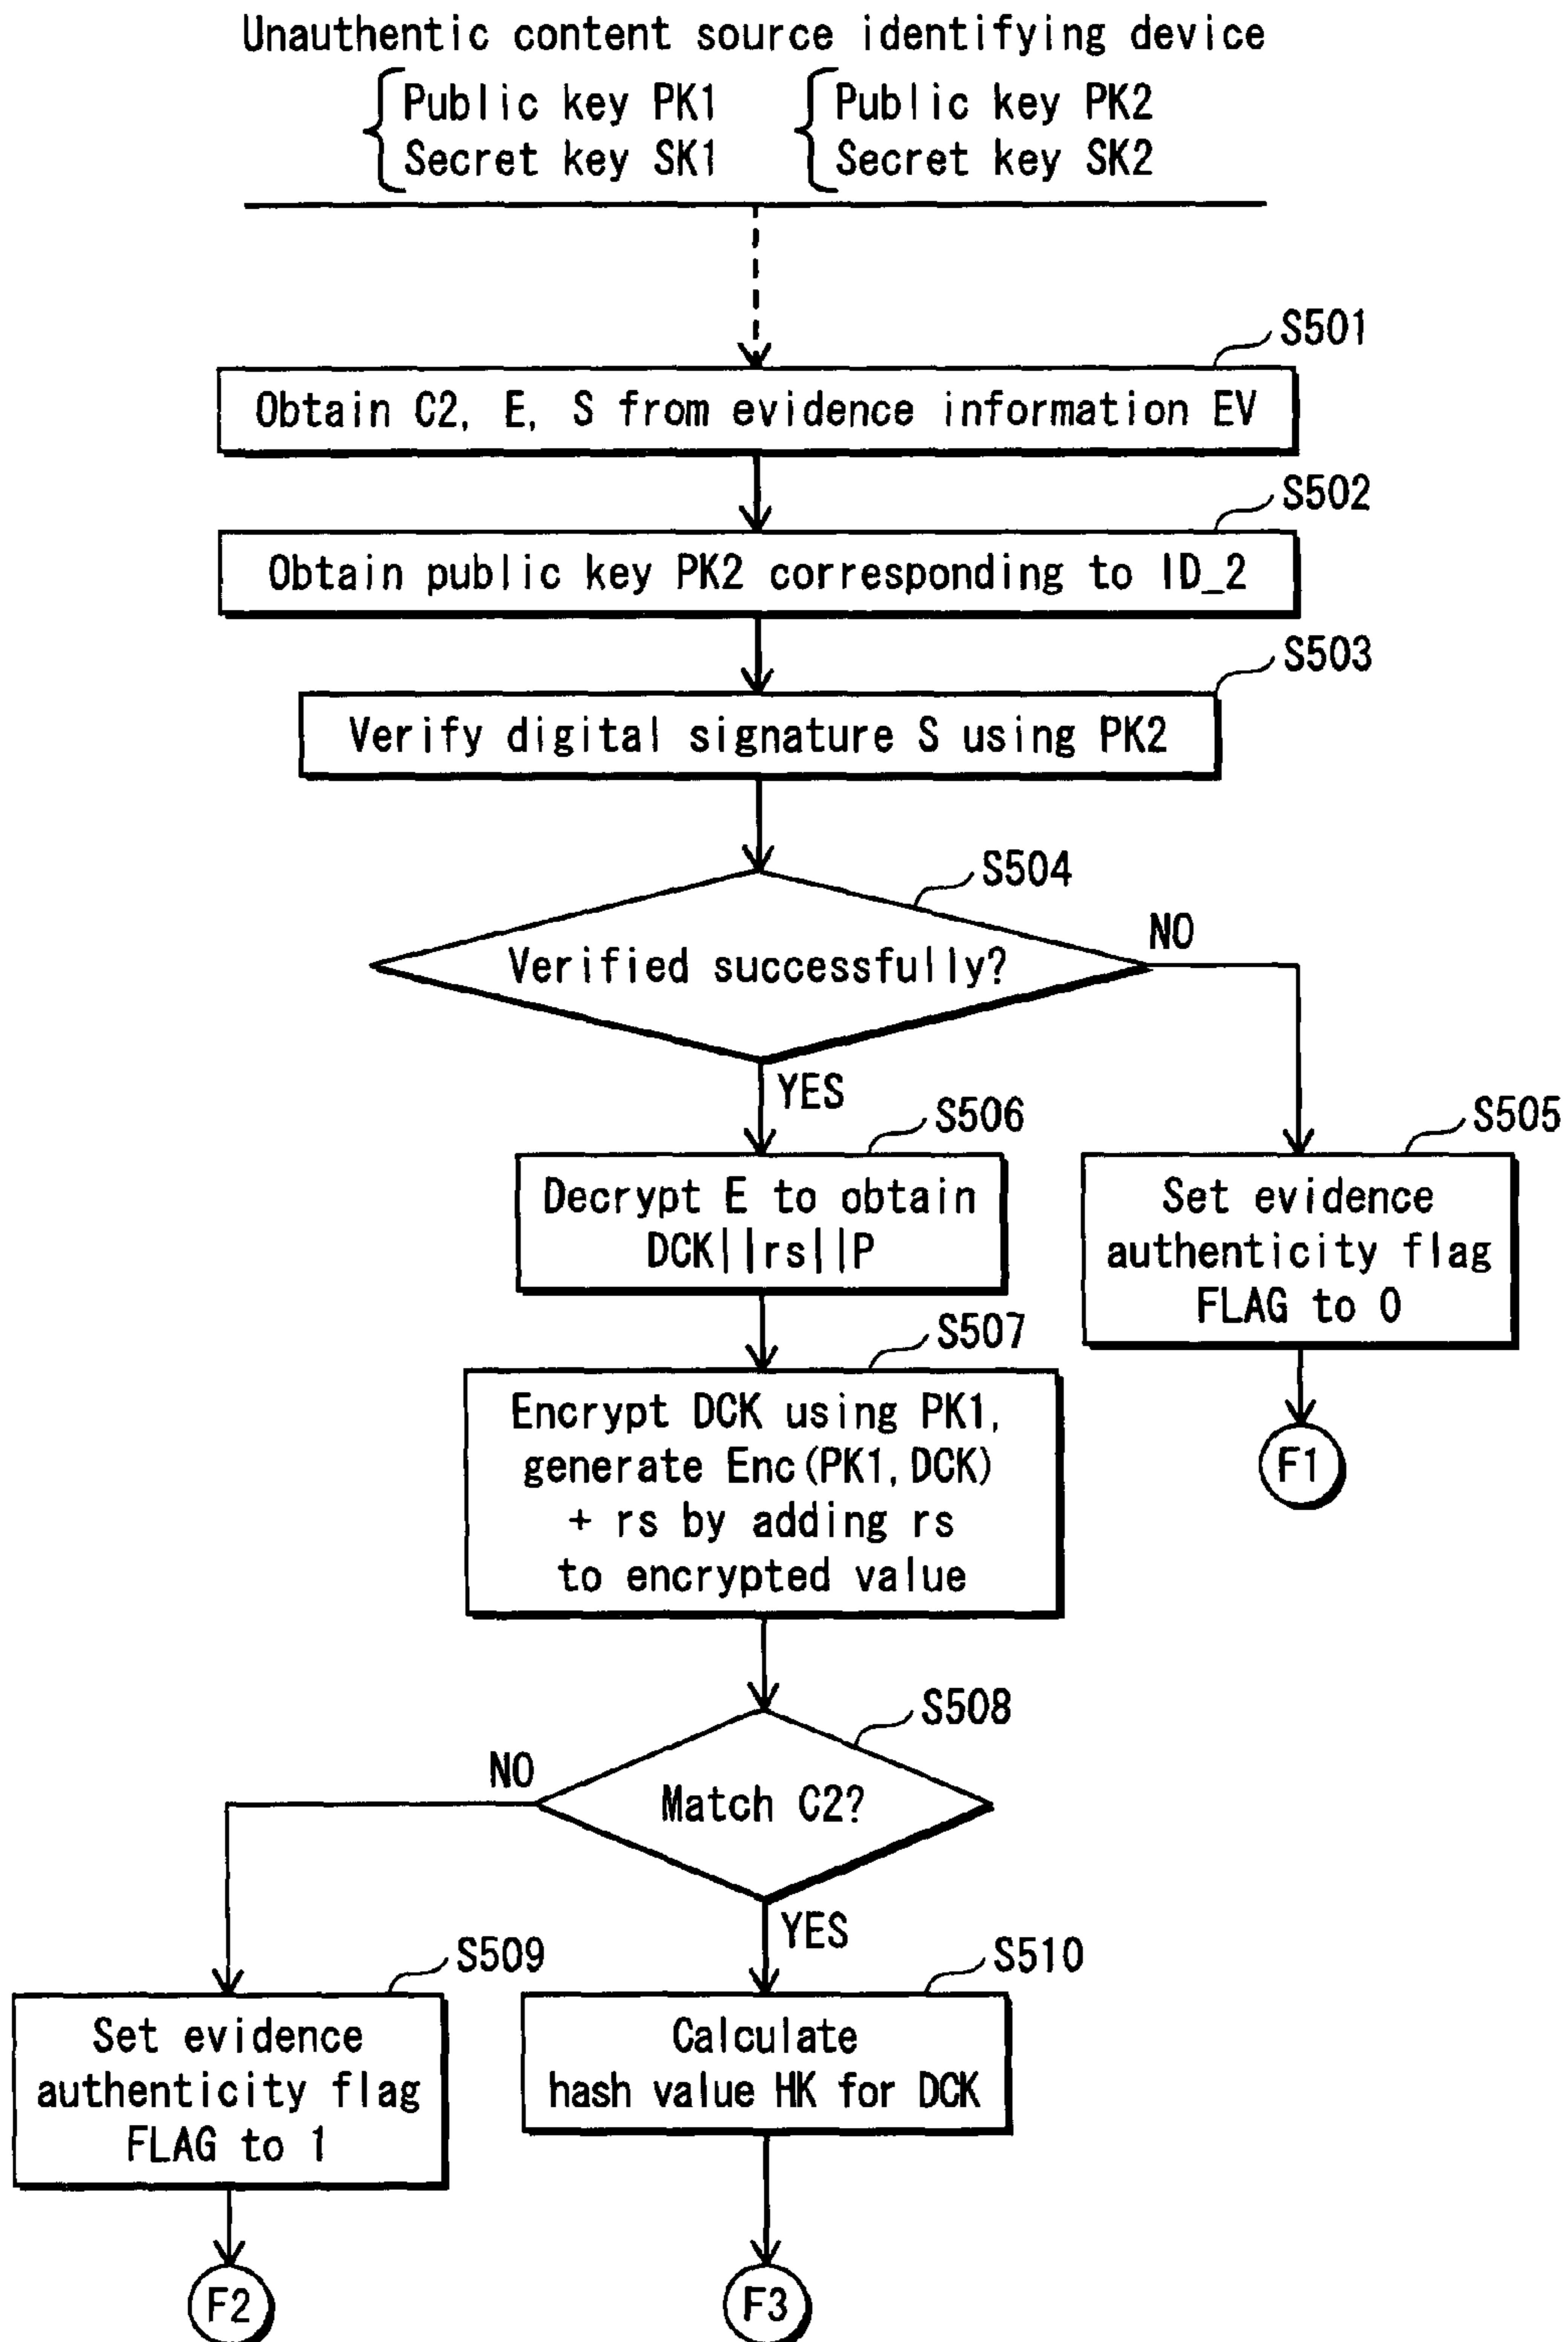 Unauthentic content source identifying device
Public key PK1
Secret key SK1
Public key PK2
Secret key SK2
S501
Obtain C2, E, S from evidence information EV
S502
Obtain public key PK2 corresponding to ID_2
S503
Verify digital signature S using PK2
S504
Verified successfully?
NO
YES
S506
Decrypt E to obtain
DCK||rs||P
S505
Set evidence
authenticity flag
FLAG to 0
S507
Encrypt DCK using PK1,
generate Enc(PK1,DCK)
+ rs by adding rs
to encrypted value
F1
S508
Match C2?
NO
YES
S509
Set evidence
authenticity flag
FLAG to 1
S510
Calculate
hash value HK for DCK
F2
F3